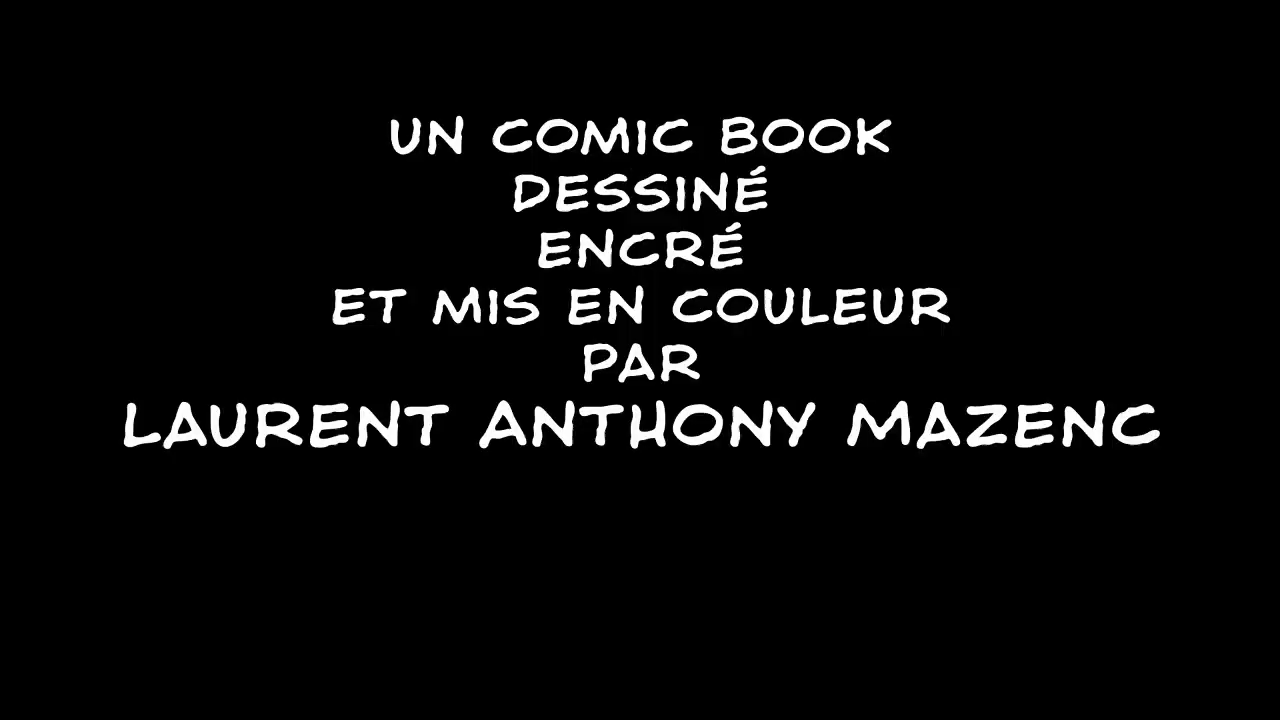 UN COMIC BOOK
DESSINÉ
ENCRÉ
ET MIS EN COULEUR
PAR
LAURENT ANTHONY MAZENC